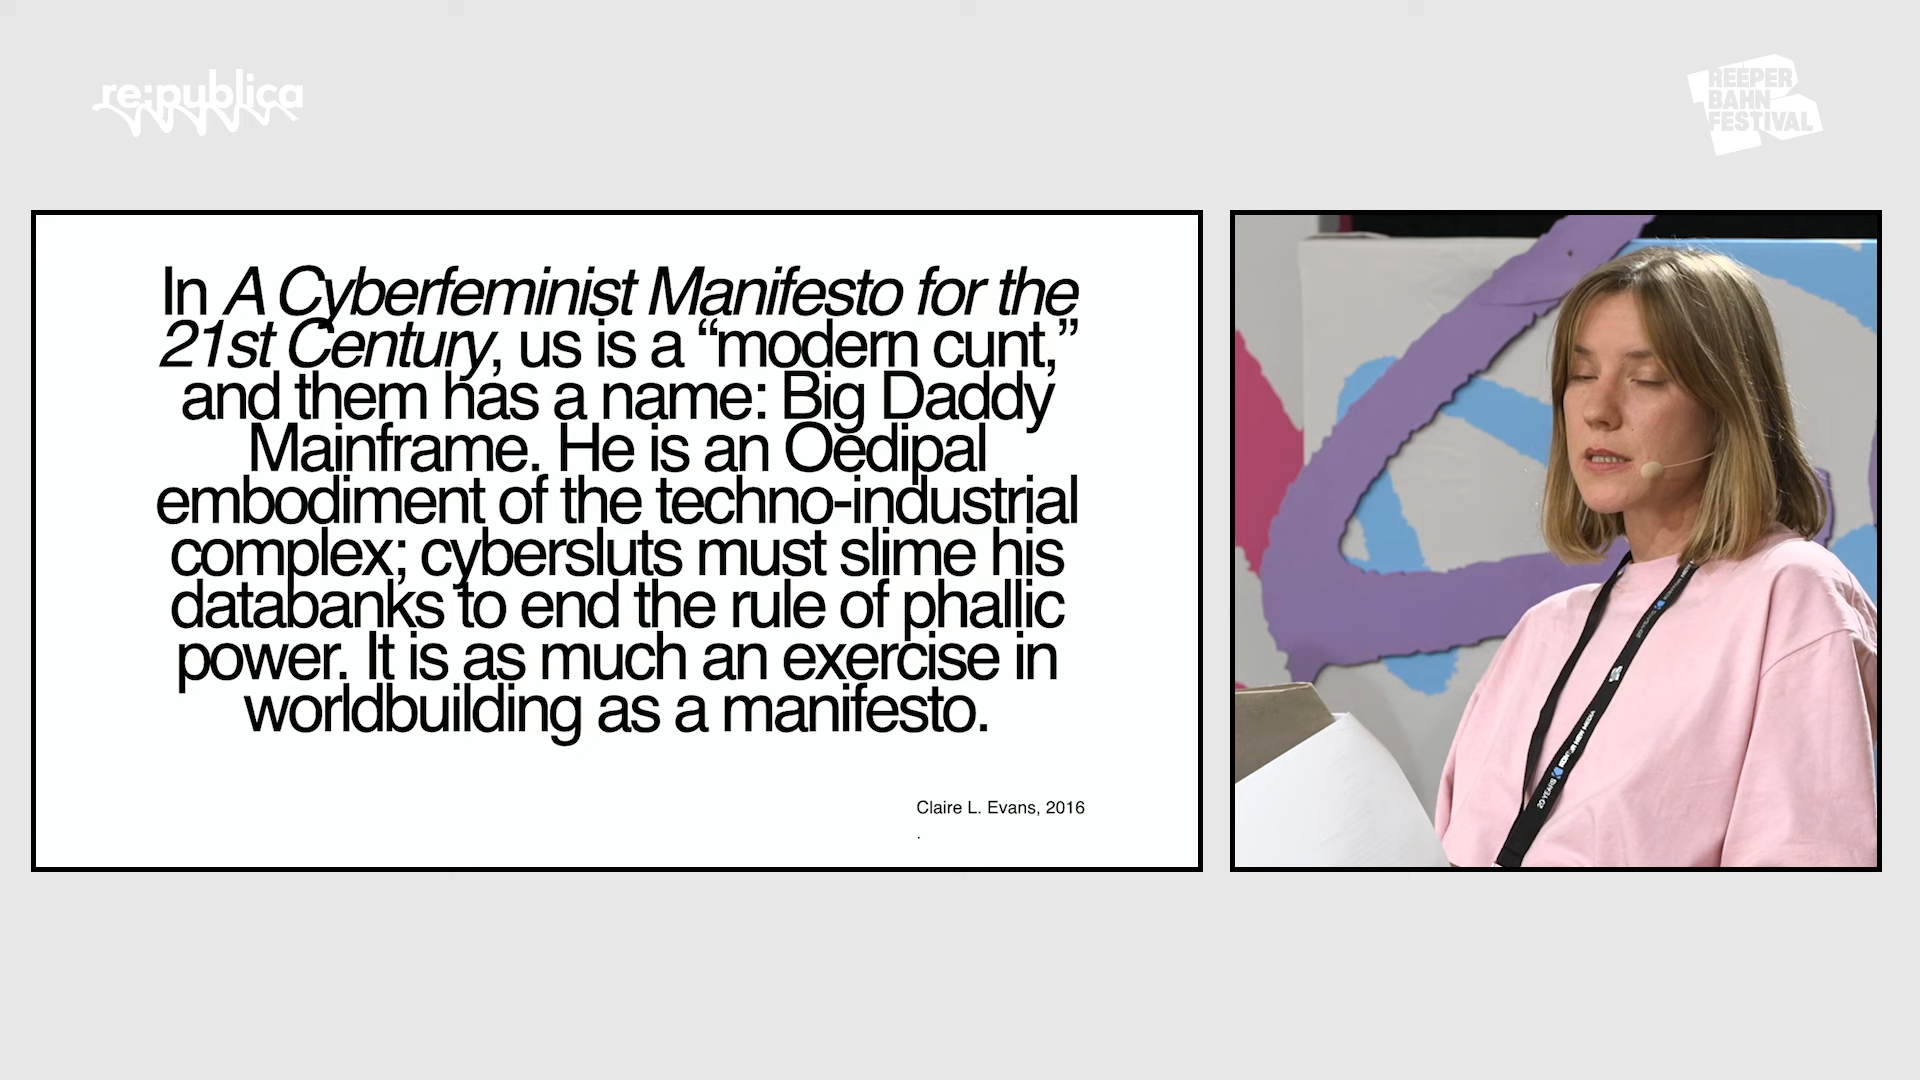 re:publica
REEPER
BAHN
FESTIVAL
In A Cyberfeminist Manifesto for the
21st Century, us is a “modern cunt,”
and them has a name: Big Daddy
Mainframe. He is an Oedipal
embodiment of the techno-industrial
complex; cybersluts must slime his
databanks to end the rule of phallic
power. It is as much an exercise in
worldbuilding as a manifesto.
Claire L. Evans, 2016
.
20 YEARS